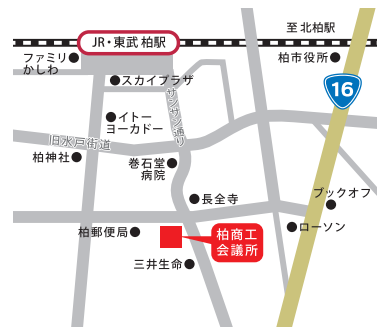 至 北柏駅
JR・東武 柏駅
ファミリ
かしわ
柏市役所
スカイプラザ
16
サンサン通り
イトー
ヨーカドー
旧水戸街道
柏神社
巻石堂
病院
長全寺
ブックオフ
柏郵便局
柏商工
会議所
ローソン
三井生命